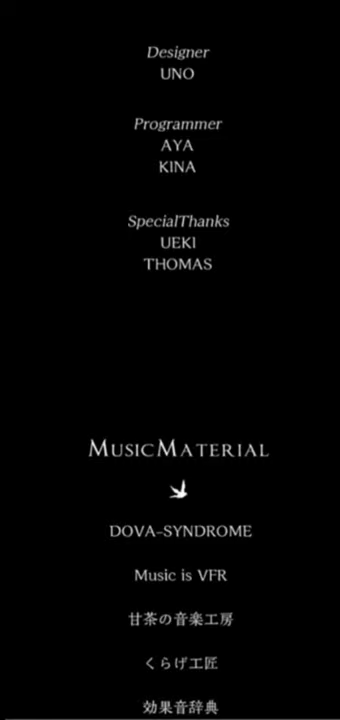 Designer
UNO
Programmer
AYA
KINA
SpecialThanks
UEKI
THOMAS
MUSICMATERIAL
DOVA-SYNDROME
Music is VFR
甘茶の音楽工房
くらげ工匠
効果音辞典